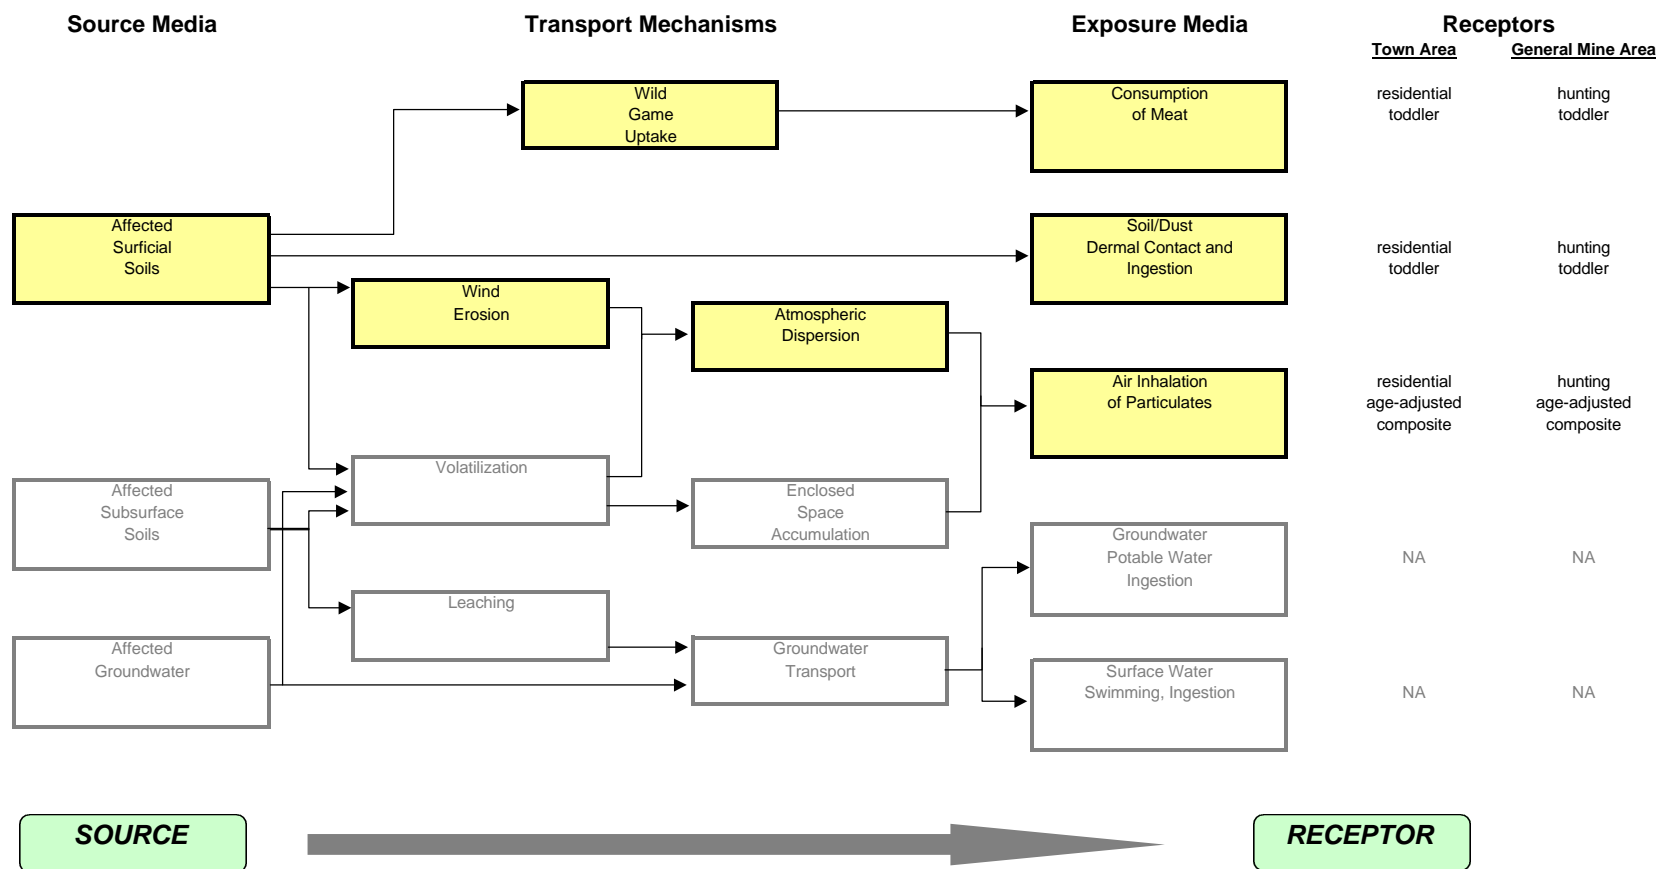 Source Media
Transport Mechanisms
Exposure Media
Receptors
Town Area
General Mine Area
Wild
Game
Uptake
Consumption
of Meat
residential
toddler
hunting
toddler
Affected
Surficial
Soils
Soil/Dust
Dermal Contact and
Ingestion
residential
toddler
hunting
toddler
Wind
Erosion
Atmospheric
Dispersion
Air Inhalation
of Particulates
residential
age-adjusted
composite
hunting
age-adjusted
composite
Volatilization
Affected
Subsurface
Soils
Enclosed
Space
Accumulation
Groundwater
Potable Water
Ingestion
NA
NA
Leaching
Affected
Groundwater
Groundwater
Transport
Surface Water
Swimming, Ingestion
NA
NA
SOURCE
RECEPTOR